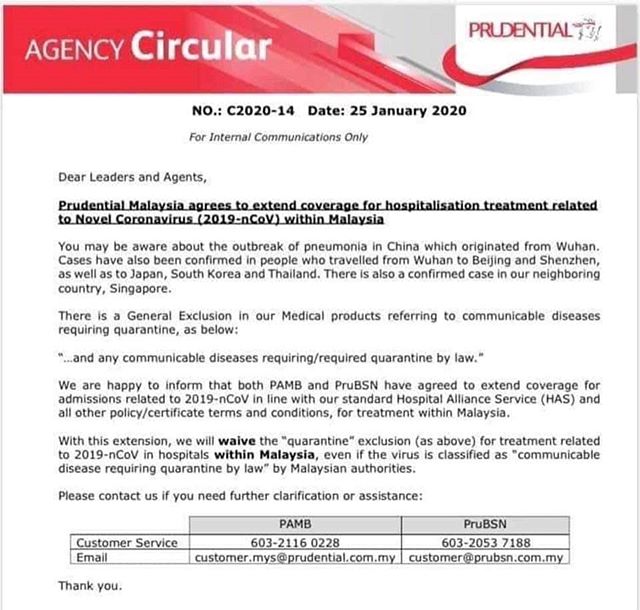 AGENCY Circular
PRUDENTIAL
NO.: C2020-14 Date: 25 January 2020
For Internal Communications Only
Dear Leaders and Agents,
Prudential Malaysia agrees to extend coverage for hospitalisation treatment related
to Novel Coronavirus (2019-nCoV) within Malaysia
You may be aware about the outbreak of pneumonia in China which originated from Wuhan.
Cases have also been confirmed in people who travelled from Wuhan to Beijing and Shenzhen,
as well as to Japan, South Korea and Thailand. There is also a confirmed case in our neighboring
country, Singapore.
There is a General Exclusion in our Medical products referring to communicable diseases
requiring quarantine, as below:
“…and any communicable diseases requiring/required quarantine by law.”
We are happy to inform that both PAMB and PruBSN have agreed to extend coverage for
admissions related to 2019-nCoV in line with our standard Hospital Alliance Service (HAS) and
all other policy/certificate terms and conditions, for treatment within Malaysia.
With this extension, we will waive the “quarantine” exclusion (as above) for treatment related
to 2019-nCoV in hospitals within Malaysia, even if the virus is classified as “communicable
disease requiring quarantine by law” by Malaysian authorities.
Please contact us if you need further clarification or assistance:
PAMB PruBSN
Customer Service 603-2116 0228 603-2053 7188
Email customer.mys@prudential.com.my customer@prubsn.com.my
Thank you.